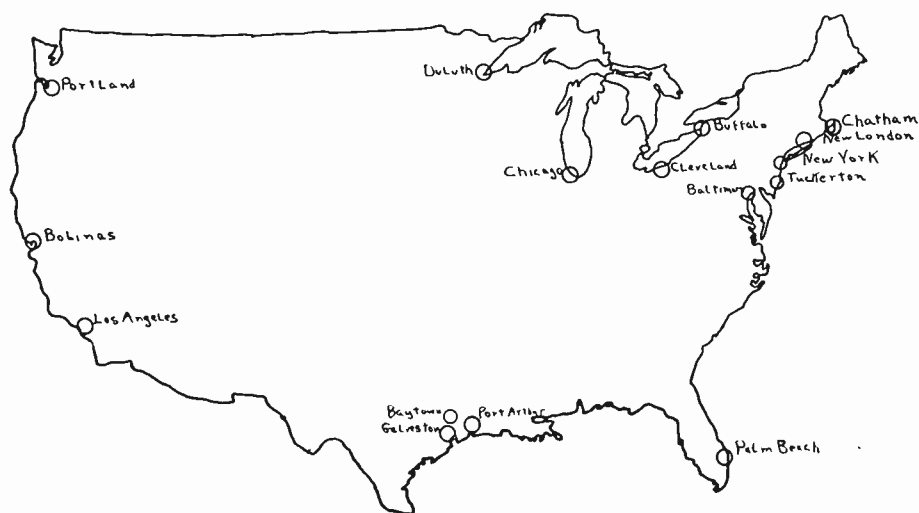 Duluth
Portland
Chatham
Buffalo
New London
New York
Chicago
Cleveland
Tuckerton
Baltimore
Bolinas
Los Angeles
Baytown
Port Arthur
Galveston
Palm Beach